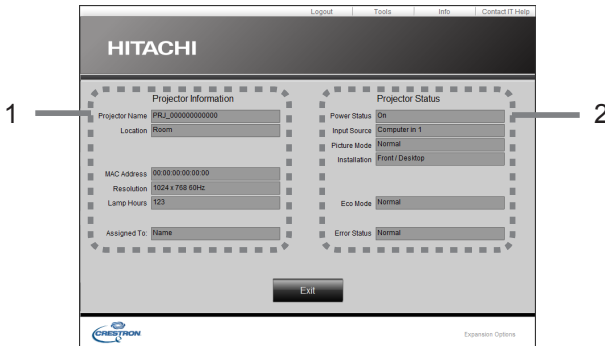 Logout Tools Info Contact IT Help
HITACHI
1
Projector Information
Projector Name PRJ_000000000000
Location Room
MAC Address 00:00:00:00:00:00
Resolution 1024 x 768 60Hz
Lamp Hours 123
Assigned To: Name
Projector Status
Power Status On
Input Source Computer in 1
Picture Mode Normal
Installation Front / Desktop
Eco Mode Normal
Error Status Normal
2
Exit
CRESTRON
Expansion Options